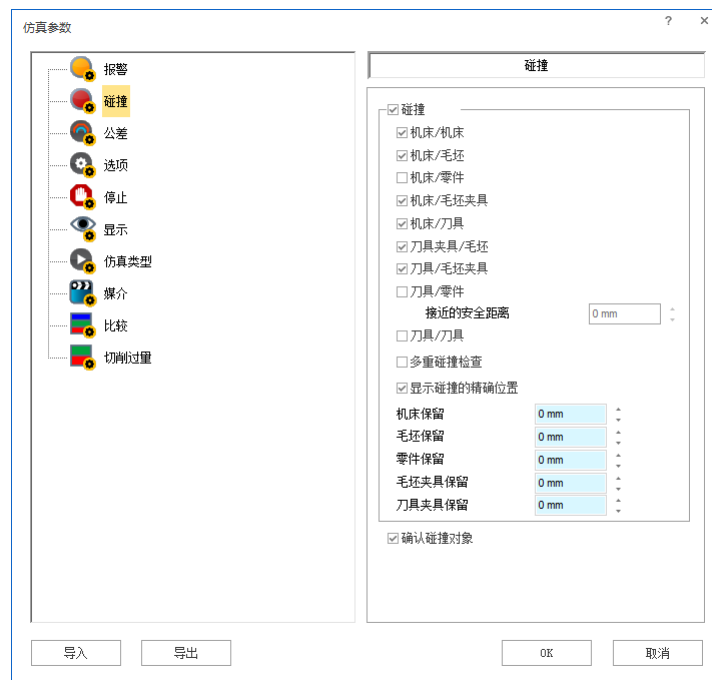 仿真参数
? ×
报警
碰撞
公差
选项
停止
显示
仿真类型
媒介
比较
切削过量
碰撞
碰撞
机床/机床
机床/毛坯
机床/零件
机床/毛坯夹具
机床/刀具
刀具夹具/毛坯
刀具/毛坯夹具
刀具/零件
接近的安全距离 0 mm
刀具/刀具
多重碰撞检查
显示碰撞的精确位置
机床保留 0 mm
毛坯保留 0 mm
零件保留 0 mm
毛坯夹具保留 0 mm
刀具夹具保留 0 mm
确认碰撞对象
导入 导出 OK 取消